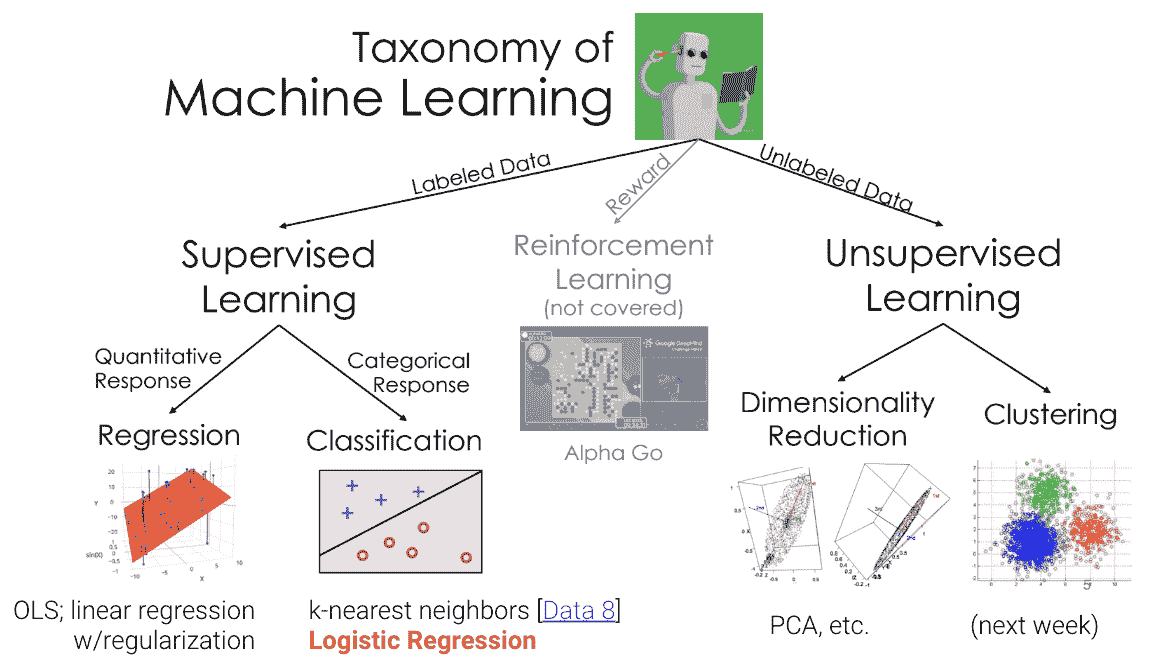 Taxonomy of
Machine Learning
Labeled Data
Reward
Unlabeled Data
Supervised
Learning
Reinforcement
Learning
(not covered)
Unsupervised
Learning
Quantitative
Response
Categorical
Response
Google DeepMind
Alpha Go
Regression
Classification
Dimensionality
Reduction
Clustering
OLS; linear regression
w/regularization
k-nearest neighbors [Data 8]
Logistic Regression
PCA, etc.
(next week)